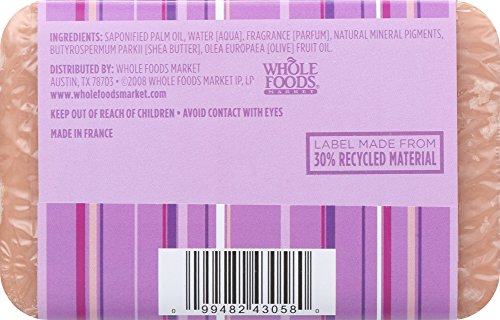 INGREDIENTS: SAPONIFIED PALM OIL, WATER [AQUA], FRAGRANCE [PARFUM], NATURAL MINERAL PIGMENTS,
BUTYROSPERMUM PARKII [SHEA BUTTER], OLEA EUROPAEA [OLIVE] FRUIT OIL.
DISTRIBUTED BY: WHOLE FOODS MARKET
AUSTIN, TX 78703 • ©2008 WHOLE FOODS MARKET IP, LP
www.wholefoodsmarket.com
WHOLE
FOODS®
MARKET
KEEP OUT OF REACH OF CHILDREN • AVOID CONTACT WITH EYES
MADE IN FRANCE
LABEL MADE FROM
30% RECYCLED MATERIAL
0 99482 43058 0